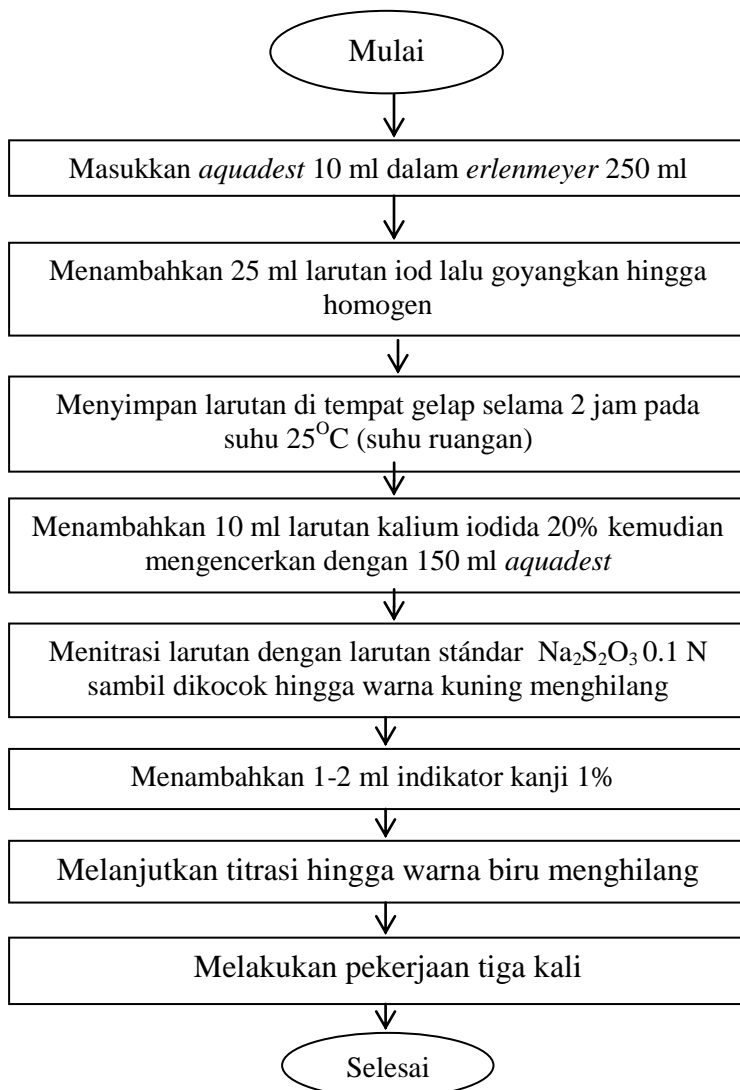 Mulai
Masukkan aquadest 10 ml dalam erlenmeyer 250 ml
Menambahkan 25 ml larutan iod lalu goyangkan hingga
homogen
Menyimpan larutan di tempat gelap selama 2 jam pada
suhu 25^OC (suhu ruangan)
Menambahkan 10 ml larutan kalium iodida 20% kemudian
mengencerkan dengan 150 ml aquadest
Menitrasi larutan dengan larutan stándar Na₂S₂O₃ 0.1 N
sambil dikocok hingga warna kuning menghilang
Menambahkan 1-2 ml indikator kanji 1%
Melanjutkan titrasi hingga warna biru menghilang
Melakukan pekerjaan tiga kali
Selesai